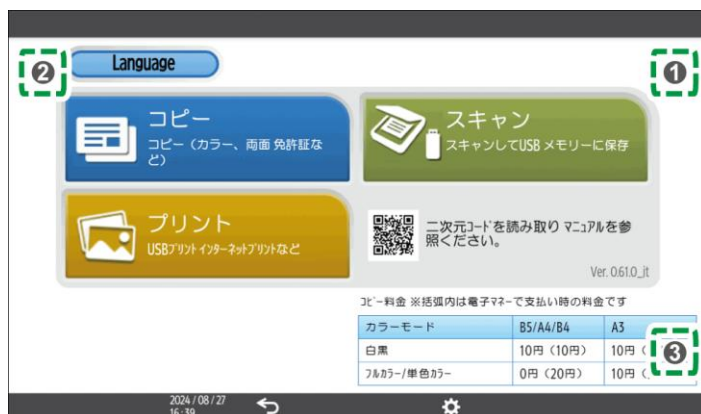 Language
②
①
コピー
コピー（カラー、両面 免許証な
ど）
スキャン
スキャンしてUSB メモリーに保存
プリント
USBプリント インターネットプリントなど
二次元コードを読み取り マニュアルを参
照ください。
Ver. 0.61.0_jt
コピー料金 ※括弧内は電子マネーで支払い時の料金です
カラーモード B5/A4/B4 A3
白黒 10円（10円） 10円（
③
フルカラー/単色カラー 0円（20円） 10円（
2024/08/27
16:39